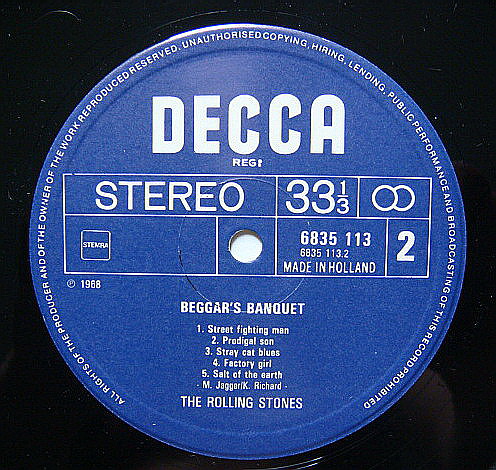 ALL RIGHTS OF THE PRODUCER AND OF THE OWNER OF THE WORK REPRODUCED RESERVED. UNAUTHORISED COPYING, HIRING, LENDING, PUBLIC PERFORMANCE AND BROADCASTING OF THIS RECORD PROHIBITED
DECCA
REG!
STEREO 33 1/3
STEMRA
6835 113
6835 113.2
MADE IN HOLLAND
2
℗ 1968
BEGGAR'S BANQUET
1. Street fighting man
2. Prodigal son
3. Stray cat blues
4. Factory girl
5. Salt of the earth
- M. Jagger/K. Richard -
THE ROLLING STONES